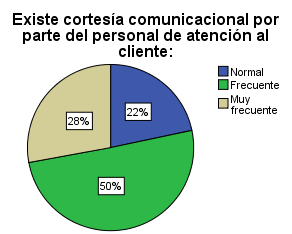 Existe cortesía comunicacional por
parte del personal de atención al
cliente:
Normal
Frecuente
Muy
frecuente
28%
22%
50%